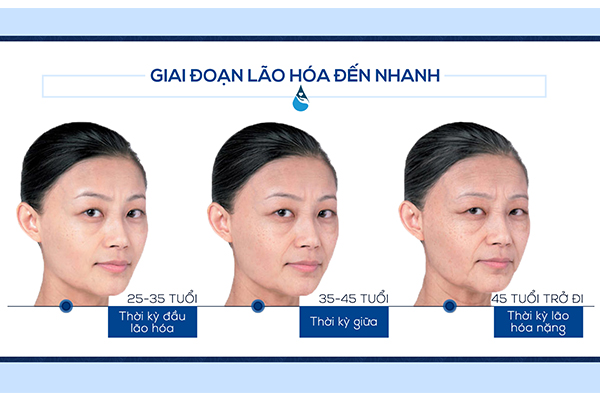 GIAI ĐOẠN LÃO HÓA ĐẾN NHANH
25-35 TUỔI
Thời kỳ đầu
lão hóa
35-45 TUỔI
Thời kỳ giữa
45 TUỔI TRỞ ĐI
Thời kỳ lão
hóa nặng